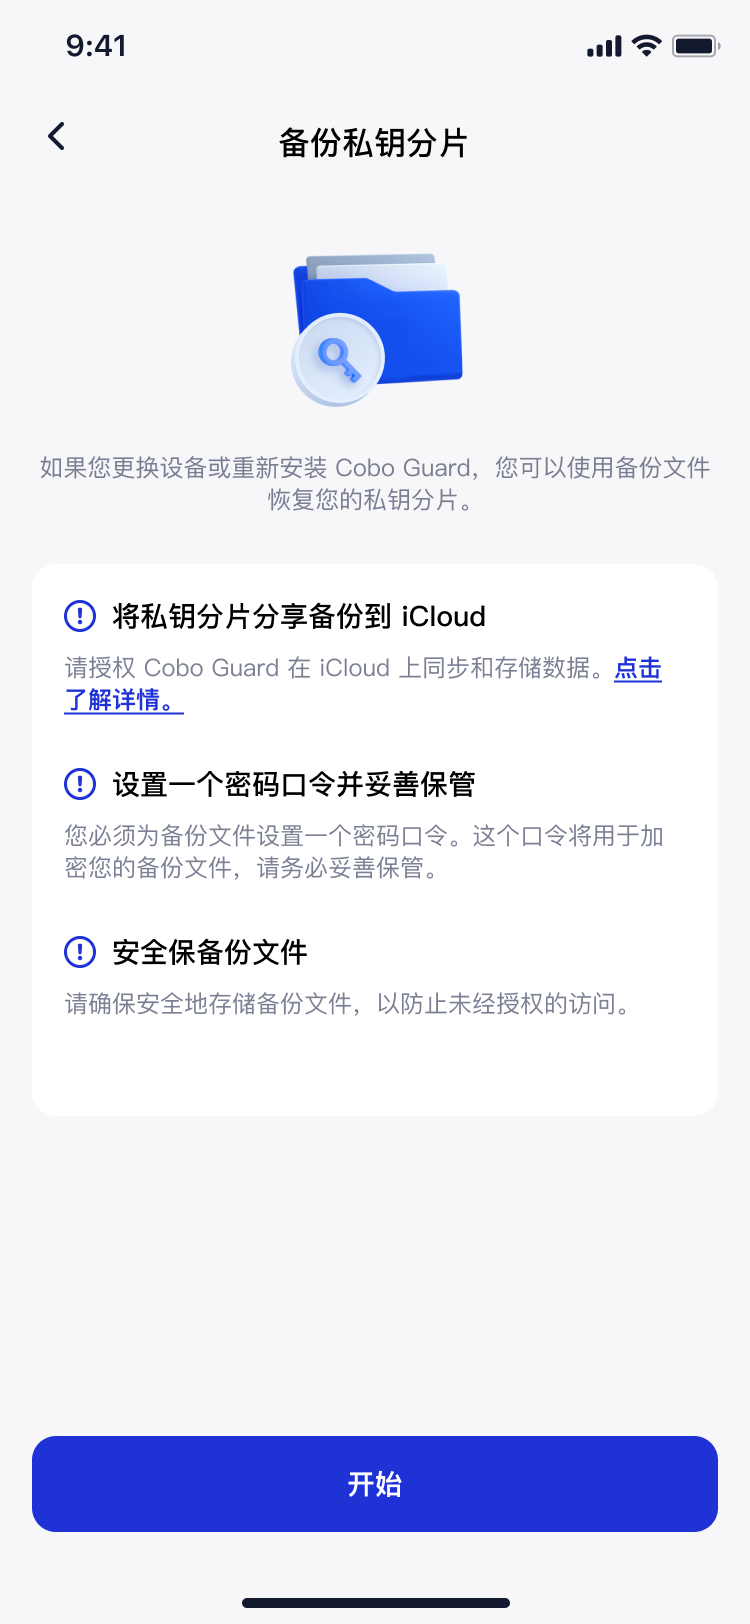 9:41
备份私钥分片
如果您更换设备或重新安装 Cobo Guard，您可以使用备份文件
恢复您的私钥分片。
将私钥分片分享备份到 iCloud
请授权 Cobo Guard 在 iCloud 上同步和存储数据。点击
了解详情。
设置一个密码口令并妥善保管
您必须为备份文件设置一个密码口令。这个口令将用于加
密您的备份文件，请务必妥善保管。
安全保备份文件
请确保安全地存储备份文件，以防止未经授权的访问。
开始